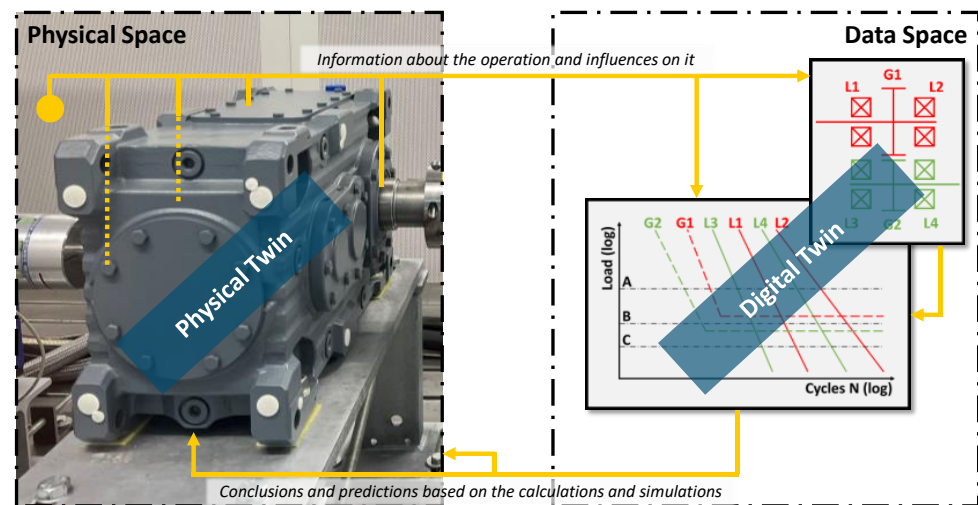 Physical Space
Data Space
Information about the operation and influences on it
G1
L1
L2
L3
G2
L4
G2
G1
L3
L1
L4
L2
Load (log)
A
B
C
Cycles N (log)
Physical Twin
Digital Twin
Conclusions and predictions based on the calculations and simulations